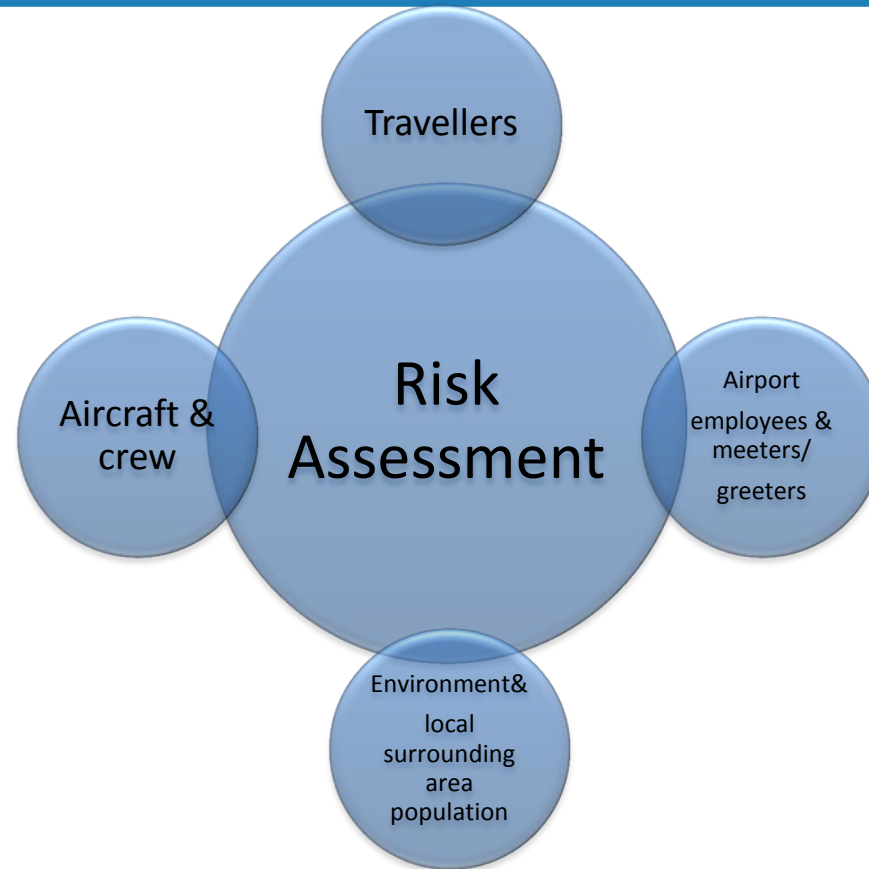 Travellers
Risk
Assessment
Aircraft &
crew
Airport
employees &
meeters/
greeters
Environment&
local
surrounding
area
population